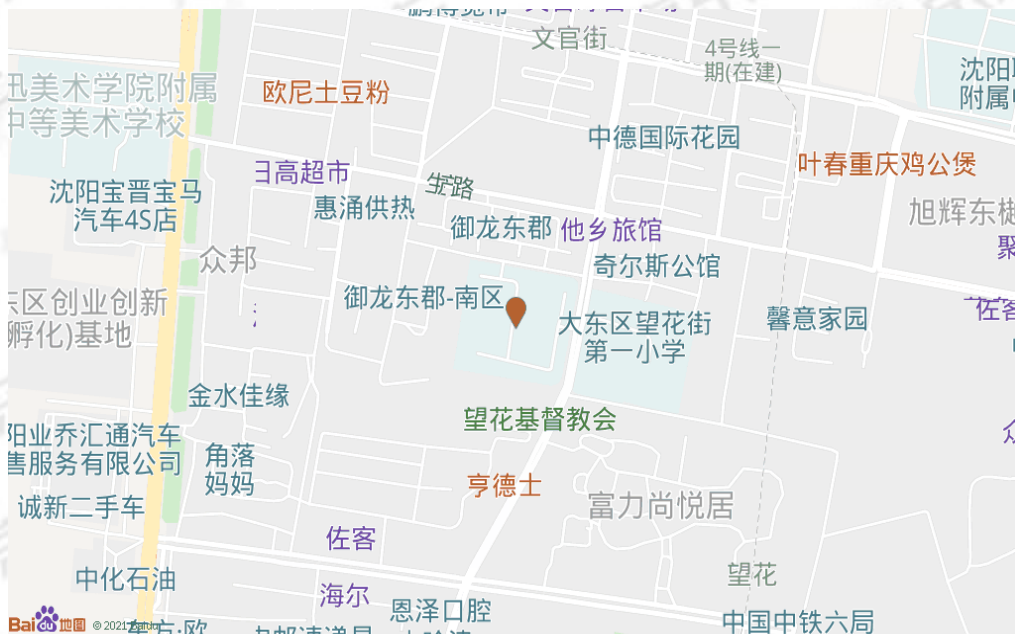 文官街
4号线一
期(在建)
沈阳
附属
迅美术学院附属
中等美术学校
欧尼土豆粉
中德国际花园
日高超市
叶春重庆鸡公煲
沈阳宝晋宝马
汽车4S店
惠涌供热
旭辉东樾
御龙东郡
他乡旅馆
聚
众邦
奇尔斯公馆
御龙东郡-南区
东区创业创新
(孵化)基地
大东区望花街
第一小学
馨意家园
佐客
金水佳缘
望花基督教会
阳业乔汇通汽车
售服务有限公司
角落
妈妈
亨德士
诚新二手车
富力尚悦居
佐客
中化石油
海尔
望花
恩泽口腔
中国中铁六局
Bai du 地图
© 2021 Baidu